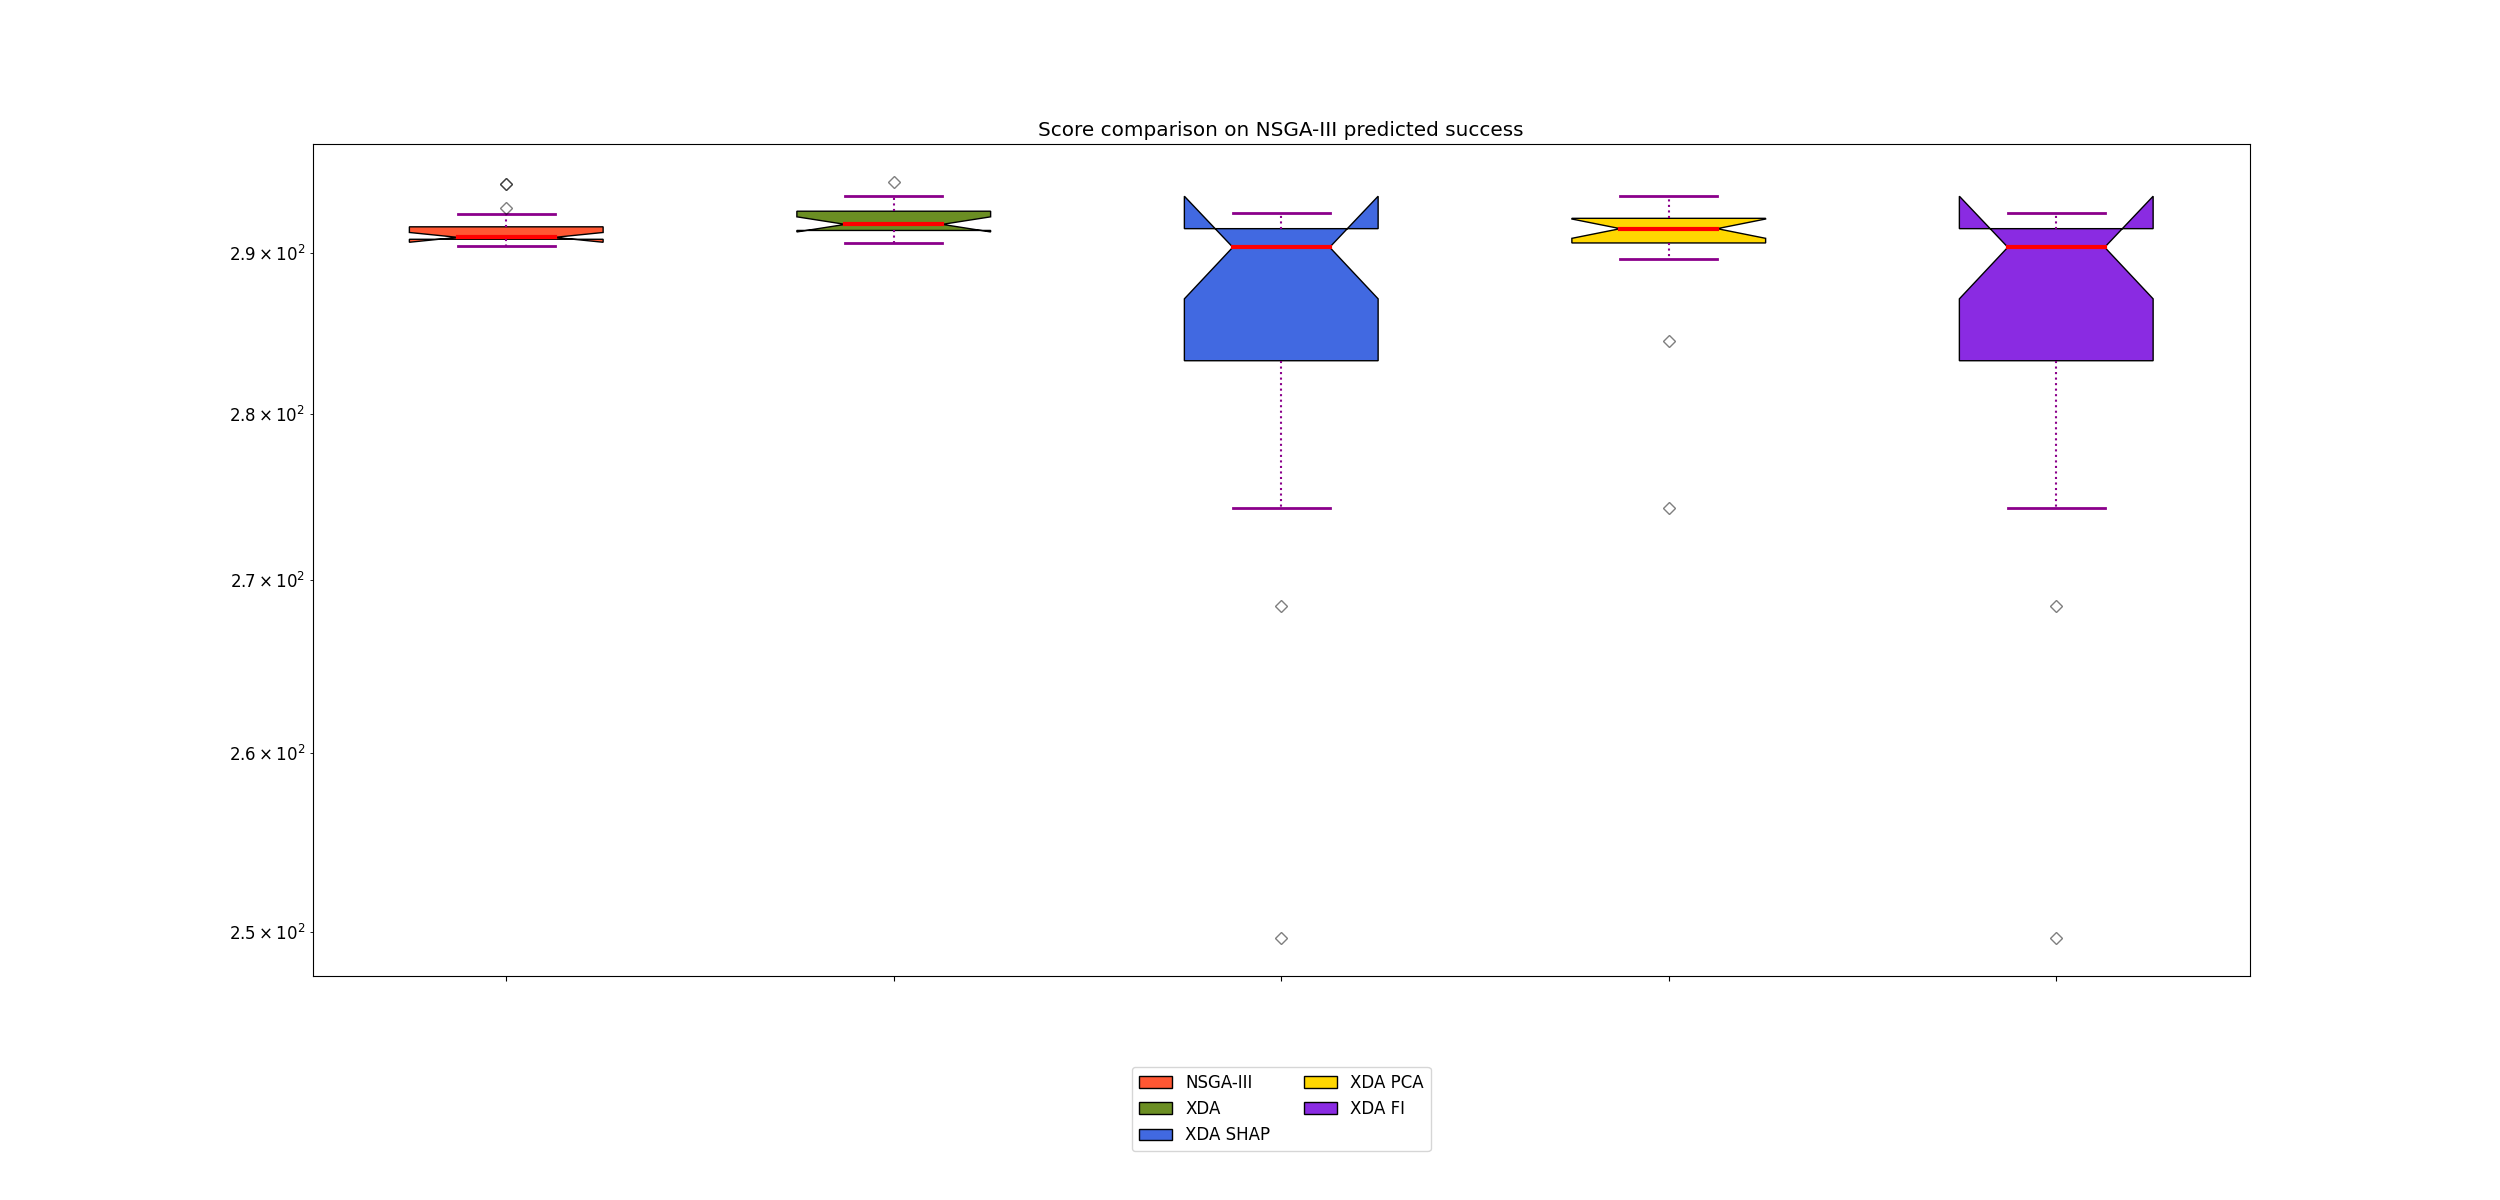 Score comparison on NSGA-III predicted success
2.9 × 10²
2.8 × 10²
2.7 × 10²
2.6 × 10²
2.5 × 10²
NSGA-III
XDA
XDA SHAP
XDA PCA
XDA FI